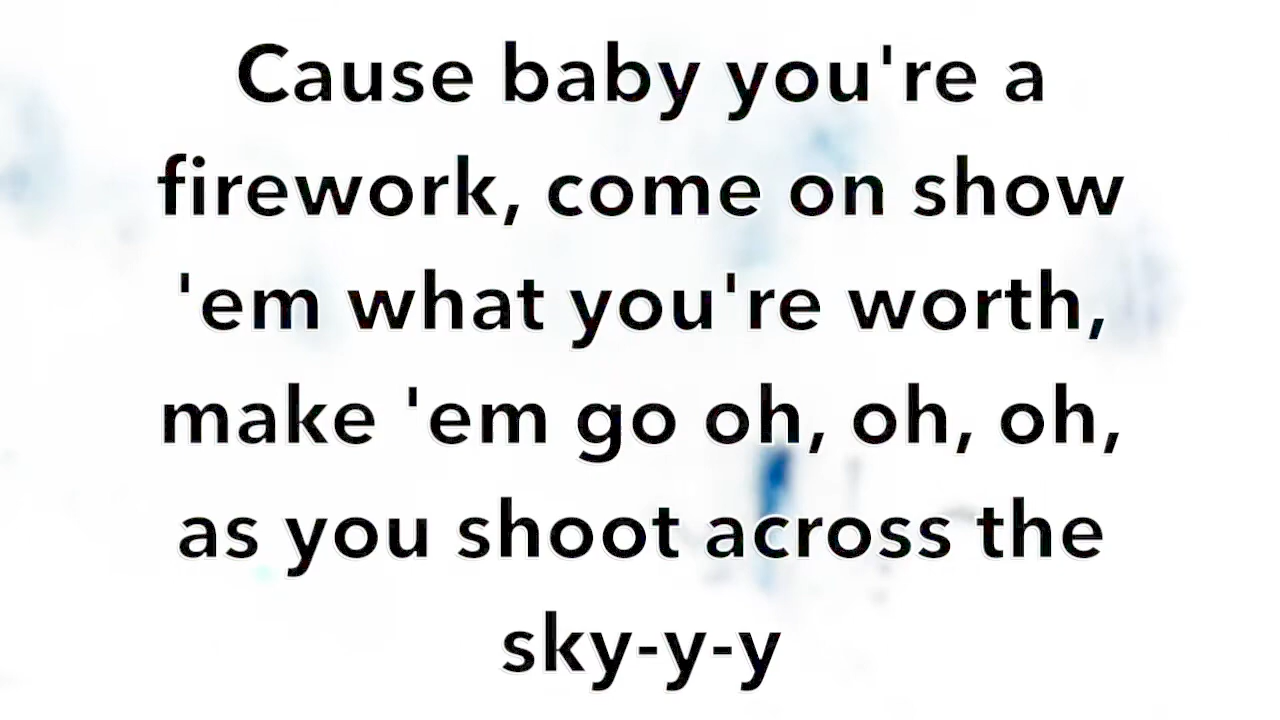 Cause baby you're a
firework, come on show
'em what you're worth,
make 'em go oh, oh, oh,
as you shoot across the
sky-y-y